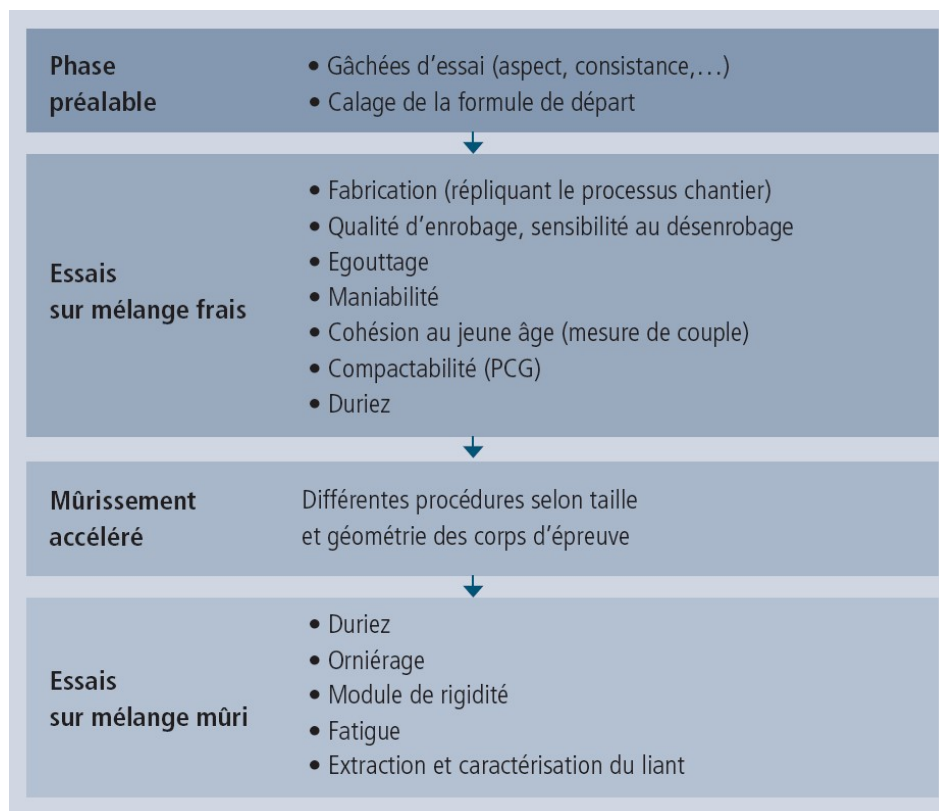 Phase
préalable
• Gâchées d'essai (aspect, consistance,…)
• Calage de la formule de départ
Essais
sur mélange frais
• Fabrication (répliquant le processus chantier)
• Qualité d'enrobage, sensibilité au désenrobage
• Egouttage
• Maniabilité
• Cohésion au jeune âge (mesure de couple)
• Compactabilité (PCG)
• Duriez
Mûrissement
accéléré
Différentes procédures selon taille
et géométrie des corps d'épreuve
Essais
sur mélange mûri
• Duriez
• Orniérage
• Module de rigidité
• Fatigue
• Extraction et caractérisation du liant